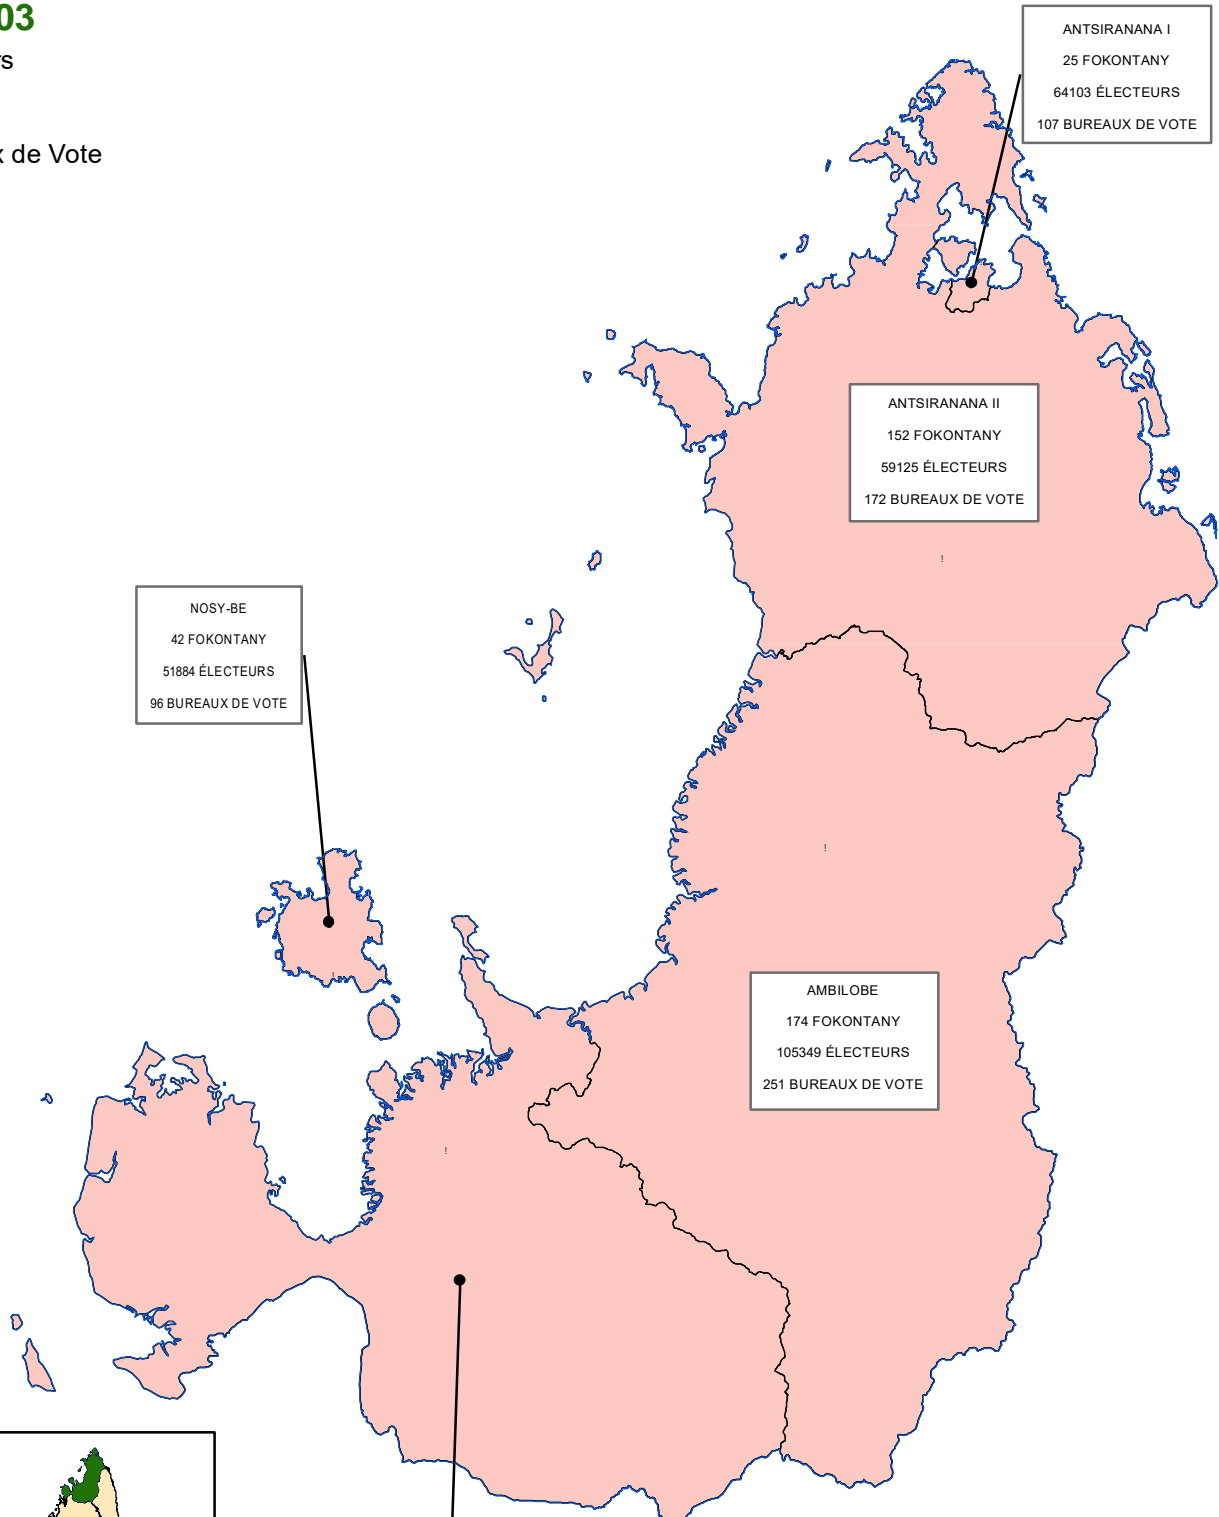 03
rs
x de Vote
ANTSIRANANA I
25 FOKONTANY
64103 ÉLECTEURS
107 BUREAUX DE VOTE
ANTSIRANANA II
152 FOKONTANY
59125 ÉLECTEURS
172 BUREAUX DE VOTE
NOSY-BE
42 FOKONTANY
51884 ÉLECTEURS
96 BUREAUX DE VOTE
AMBILOBE
174 FOKONTANY
105349 ÉLECTEURS
251 BUREAUX DE VOTE